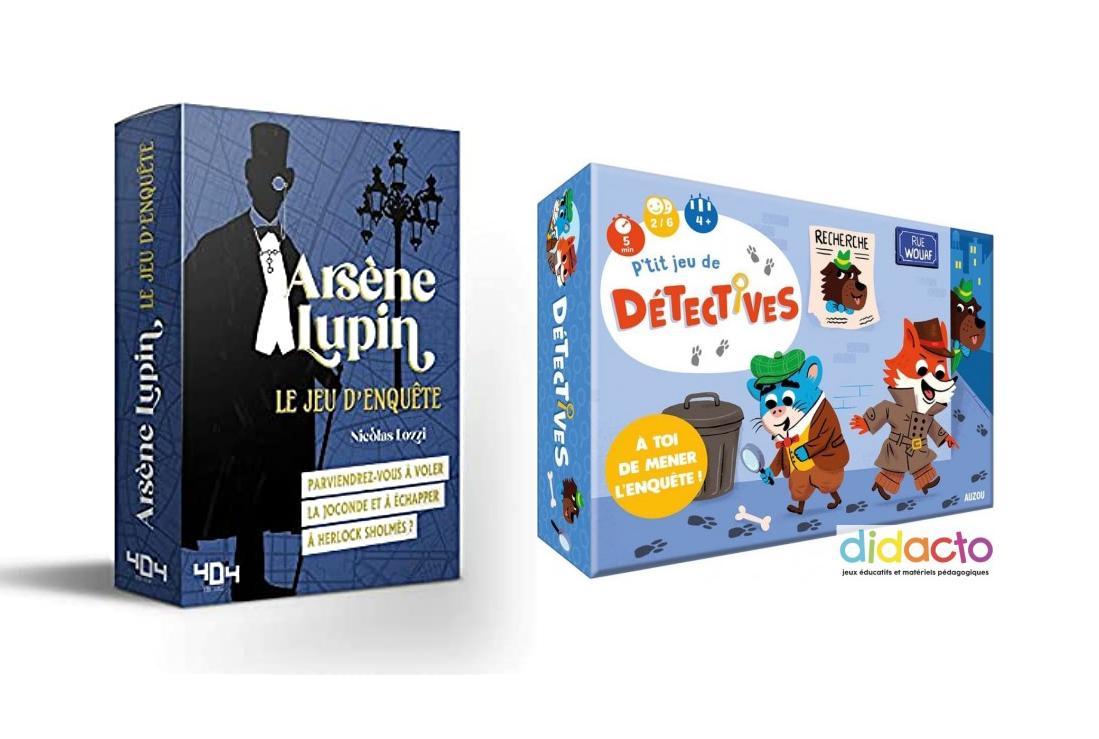 Arsène Lupin, LE JEU D'ENQUÊTE
404
Arsène
Lupin,
LE JEU D'ENQUÊTE
Nicolas Lozzi
PARVIENDREZ-VOUS À VOLER
LA JOCONDE ET À ÉCHAPPER
À HERLOCK SHOLMÈS ?
404
DÉTECTIVES
5
min
2 / 6
4+
P'tit jeu de
DÉTECTIVES
RECHERCHE
RUE
WOUAF
À TOI
DE MENER
L'ENQUÊTE !
AUZOU
didacto
jeux éducatifs et matériels pédagogiques